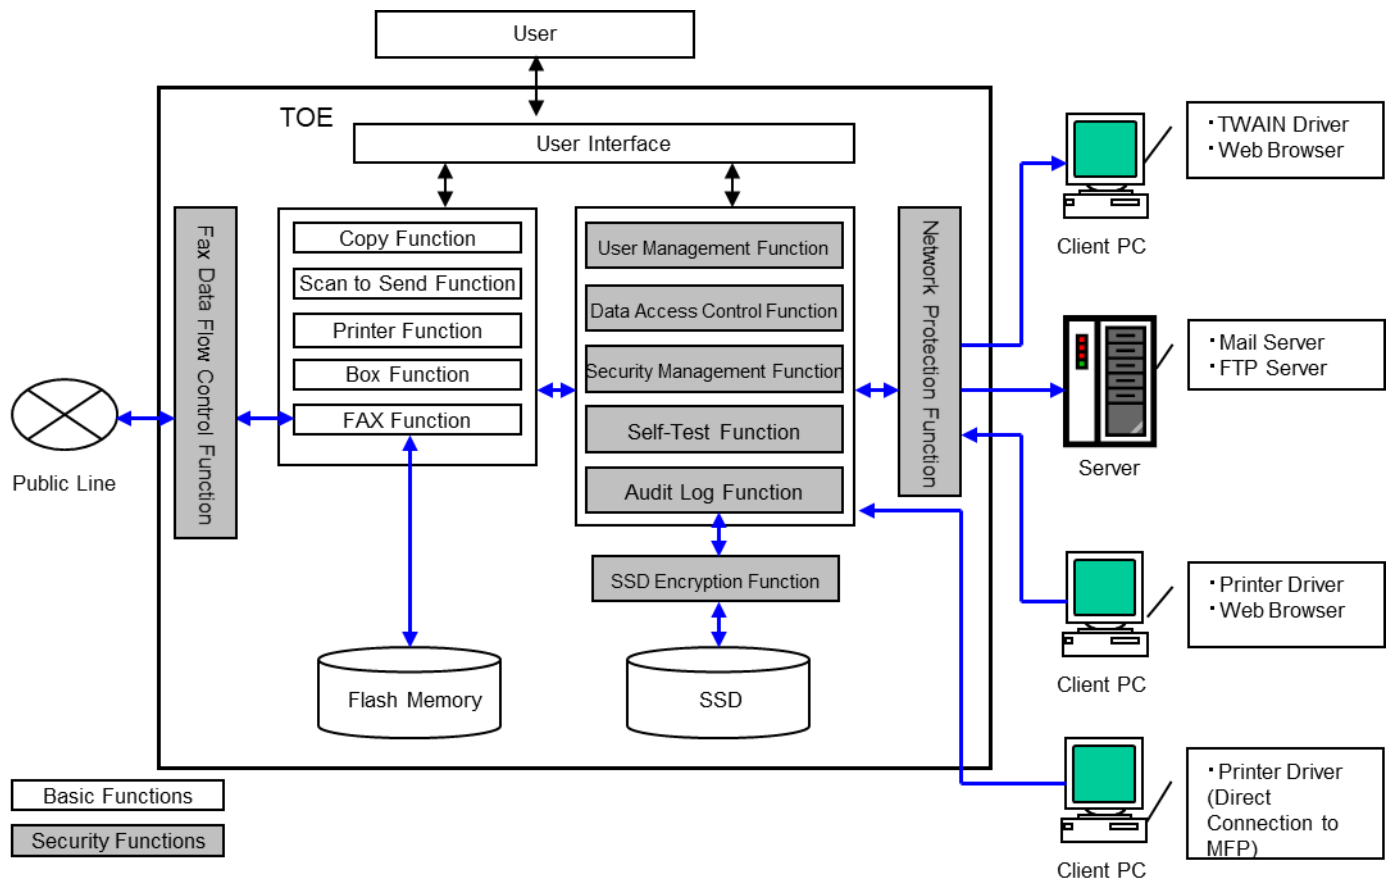 User
TOE
User Interface
Fax Data Flow Control Function
Copy Function
Scan to Send Function
Printer Function
Box Function
FAX Function
User Management Function
Data Access Control Function
Security Management Function
Self-Test Function
Audit Log Function
SSD Encryption Function
Network Protection Function
Flash Memory
SSD
Public Line
・TWAIN Driver
・Web Browser
Client PC
・Mail Server
・FTP Server
Server
・Printer Driver
・Web Browser
Client PC
・Printer Driver
(Direct
Connection to
MFP)
Client PC
Basic Functions
Security Functions